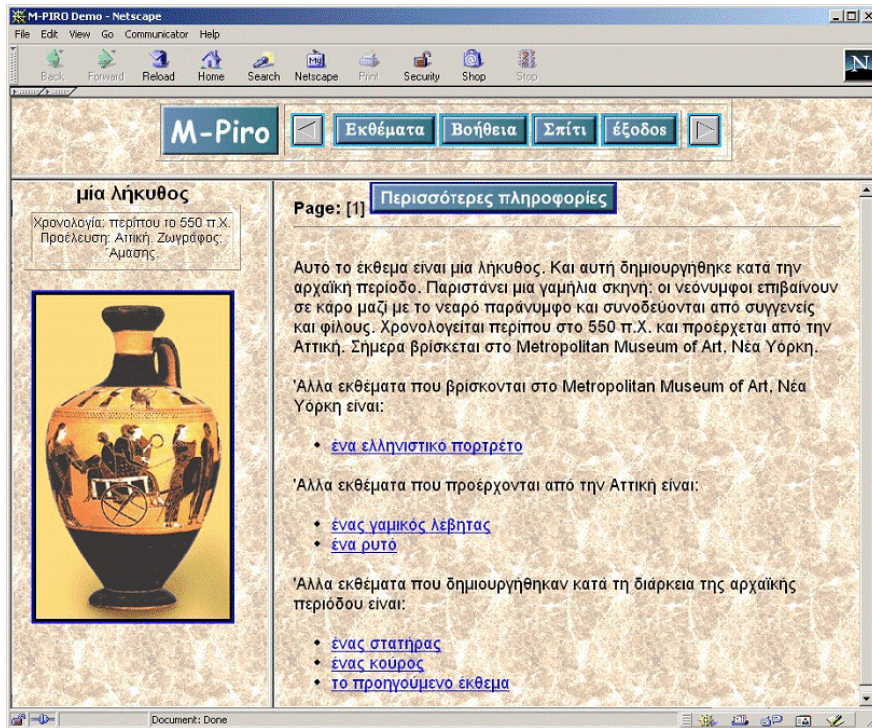 M-PIRO Demo - Netscape
File Edit View Go Communicator Help
Back Forward Reload Home Search Netscape Print Security Shop Stop
My
N
M-Piro Εκθέματα Βοήθεια Σπίτι έξοδος
μία λήκυθος
Χρονολογία: περίπου το 550 π.Χ.
Προέλευση: Αττική. Ζωγράφος:
Άμασης.
Page: [1] Περισσότερες πληροφορίες
Αυτό το έκθεμα είναι μία λήκυθος. Και αυτή δημιουργήθηκε κατά την
αρχαϊκή περίοδο. Παριστάνει μια γαμήλια σκηνή: οι νεόνυμφοι επιβαίνουν
σε κάρο μαζί με το νεαρό παράνυμφο και συνοδεύονται από συγγενείς
και φίλους. Χρονολογείται περίπου στο 550 π.Χ. και προέρχεται από την
Αττική. Σήμερα βρίσκεται στο Metropolitan Museum of Art, Νέα Υόρκη.
'Αλλα εκθέματα που βρίσκονται στο Metropolitan Museum of Art, Νέα
Υόρκη είναι:
• ένα ελληνιστικό πορτρέτο
'Αλλα εκθέματα που προέρχονται από την Αττική είναι:
• ένας γαμικός λέβητας
• ένα ρυτό
'Αλλα εκθέματα που δημιουργήθηκαν κατά τη διάρκεια της αρχαϊκής
περιόδου είναι:
• ένας στατήρας
• ένας κούρος
• το προηγούμενο έκθεμα
Document: Done